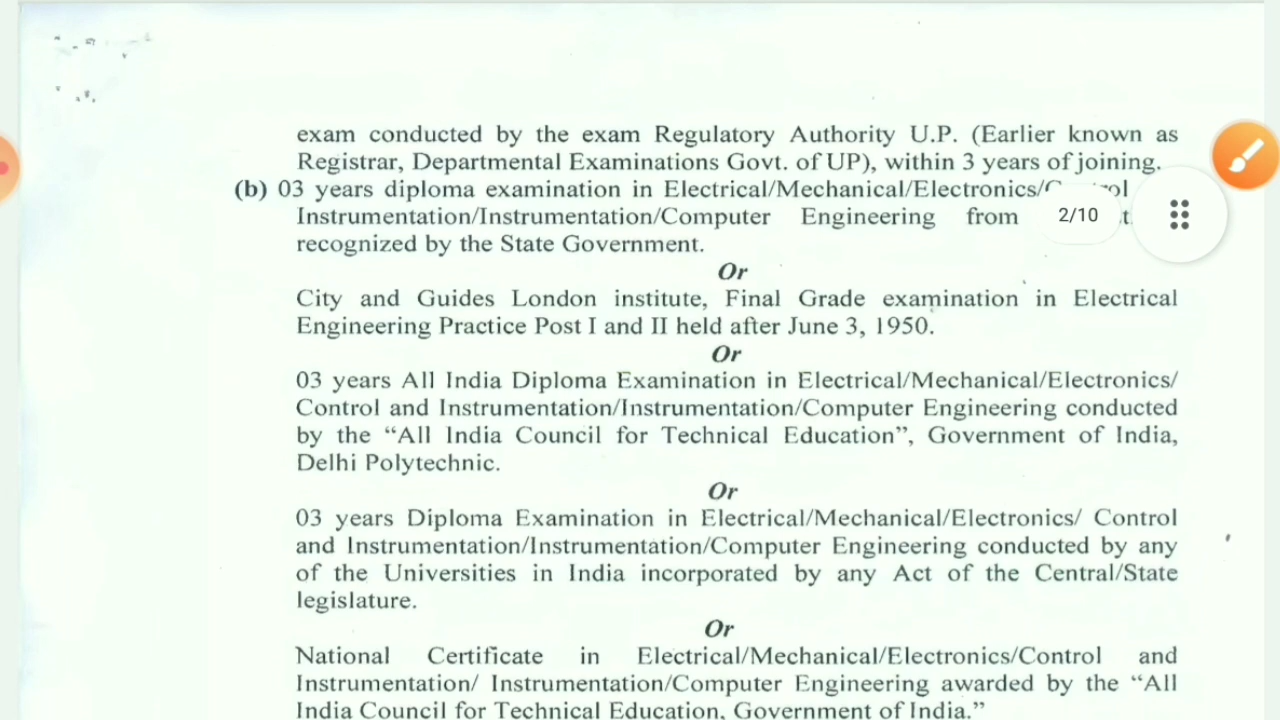 exam conducted by the exam Regulatory Authority U.P. (Earlier known as
Registrar, Departmental Examinations Govt. of UP), within 3 years of joining.
(b) 03 years diploma examination in Electrical/Mechanical/Electronics/
Instrumentation/Instrumentation/Computer Engineering from
2/10
recognized by the State Government.
Or
City and Guides London institute, Final Grade examination in Electrical
Engineering Practice Post I and II held after June 3, 1950.
Or
03 years All India Diploma Examination in Electrical/Mechanical/Electronics/
Control and Instrumentation/Instrumentation/Computer Engineering conducted
by the “All India Council for Technical Education”, Government of India,
Delhi Polytechnic.
Or
03 years Diploma Examination in Electrical/Mechanical/Electronics/ Control
and Instrumentation/Instrumentation/Computer Engineering conducted by any
of the Universities in India incorporated by any Act of the Central/State
legislature.
Or
National Certificate in Electrical/Mechanical/Electronics/Control and
Instrumentation/ Instrumentation/Computer Engineering awarded by the “All
India Council for Technical Education, Government of India.”